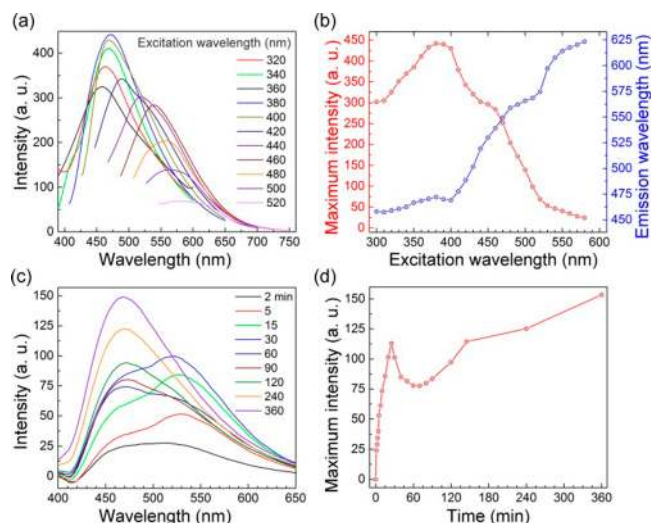 (a)
Excitation wavelength (nm)
320
340
360
380
400
420
440
460
480
500
520
400
300
200
100
0
400 450 500 550 600 650 700 750
Intensity (a. u.)
Wavelength (nm)
(b)
450
400
350
300
250
200
150
100
50
0
625
600
575
550
525
500
475
450
300 350 400 450 500 550 600
Maximum intensity (a. u.)
Emission wavelength (nm)
Excitation wavelength (nm)
(c)
2 min
5
15
30
60
90
120
240
360
150
125
100
75
50
25
0
400 450 500 550 600 650
Intensity (a. u.)
Wavelength (nm)
(d)
150
125
100
75
50
25
0
0 60 120 180 240 300 360
Maximum intensity (a. u.)
Time (min)